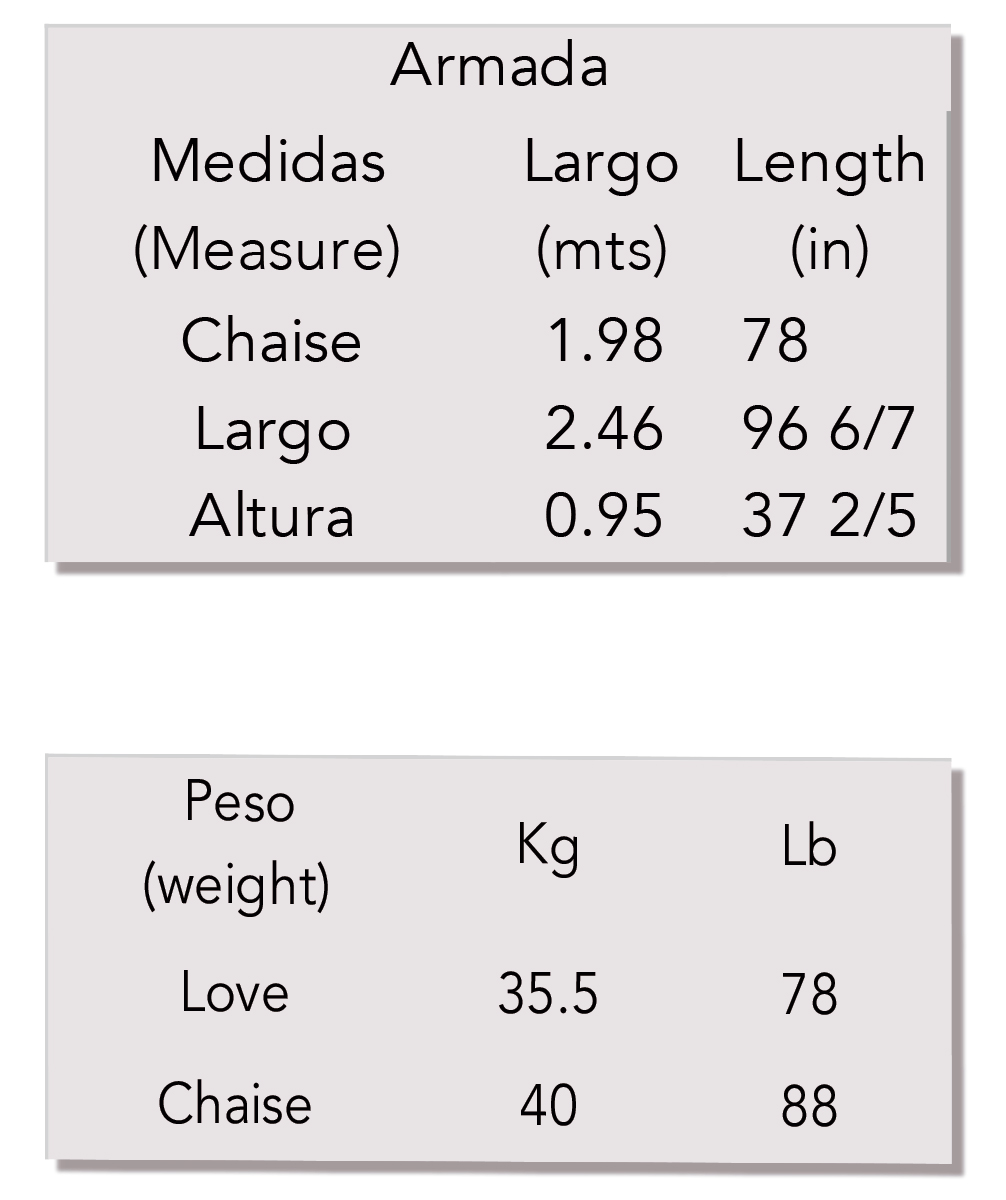 Armada
Medidas Largo Length
(Measure) (mts) (in)
Chaise 1.98 78
Largo 2.46 96 6/7
Altura 0.95 37 2/5
Peso
(weight) Kg Lb
Love 35.5 78
Chaise 40 88